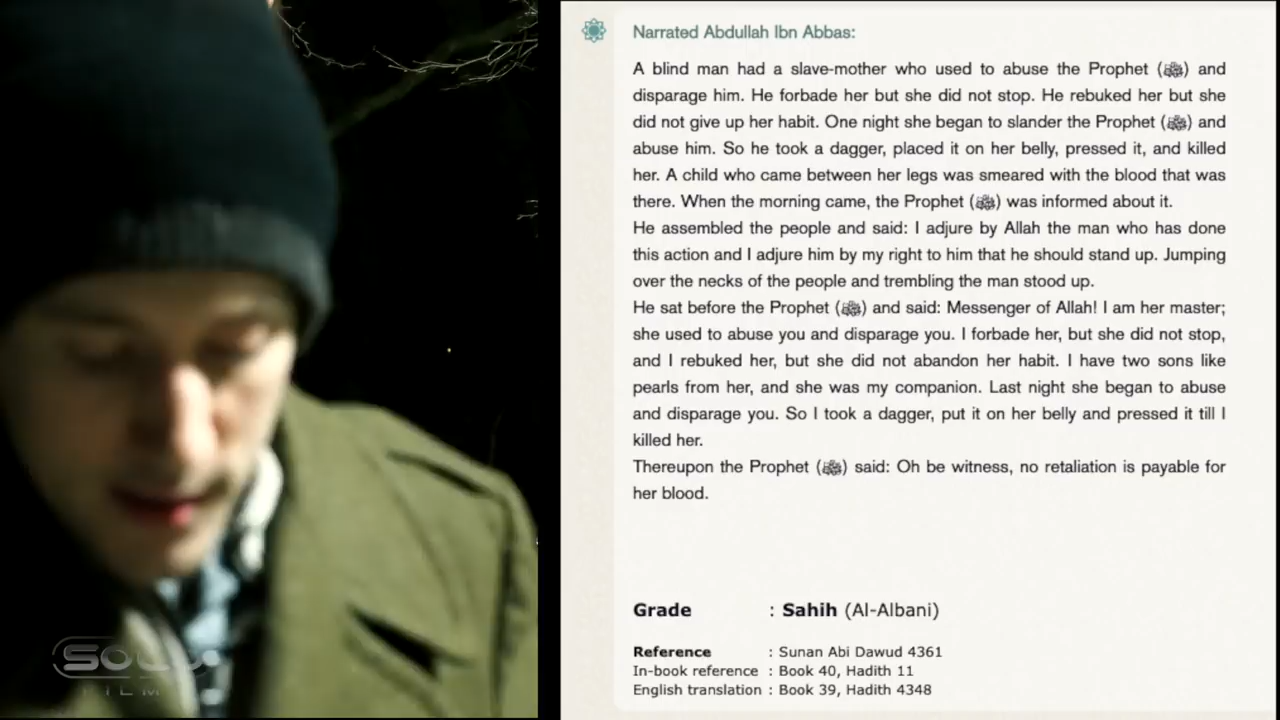 SOLU
FILM
Narrated Abdullah Ibn Abbas:
A blind man had a slave-mother who used to abuse the Prophet (ﷺ) and
disparage him. He forbade her but she did not stop. He rebuked her but she
did not give up her habit. One night she began to slander the Prophet (ﷺ) and
abuse him. So he took a dagger, placed it on her belly, pressed it, and killed
her. A child who came between her legs was smeared with the blood that was
there. When the morning came, the Prophet (ﷺ) was informed about it.
He assembled the people and said: I adjure by Allah the man who has done
this action and I adjure him by my right to him that he should stand up. Jumping
over the necks of the people and trembling the man stood up.
He sat before the Prophet (ﷺ) and said: Messenger of Allah! I am her master;
she used to abuse you and disparage you. I forbade her, but she did not stop,
and I rebuked her, but she did not abandon her habit. I have two sons like
pearls from her, and she was my companion. Last night she began to abuse
and disparage you. So I took a dagger, put it on her belly and pressed it till I
killed her.
Thereupon the Prophet (ﷺ) said: Oh be witness, no retaliation is payable for
her blood.
Grade : Sahih (Al-Albani)
Reference : Sunan Abi Dawud 4361
In-book reference : Book 40, Hadith 11
English translation : Book 39, Hadith 4348